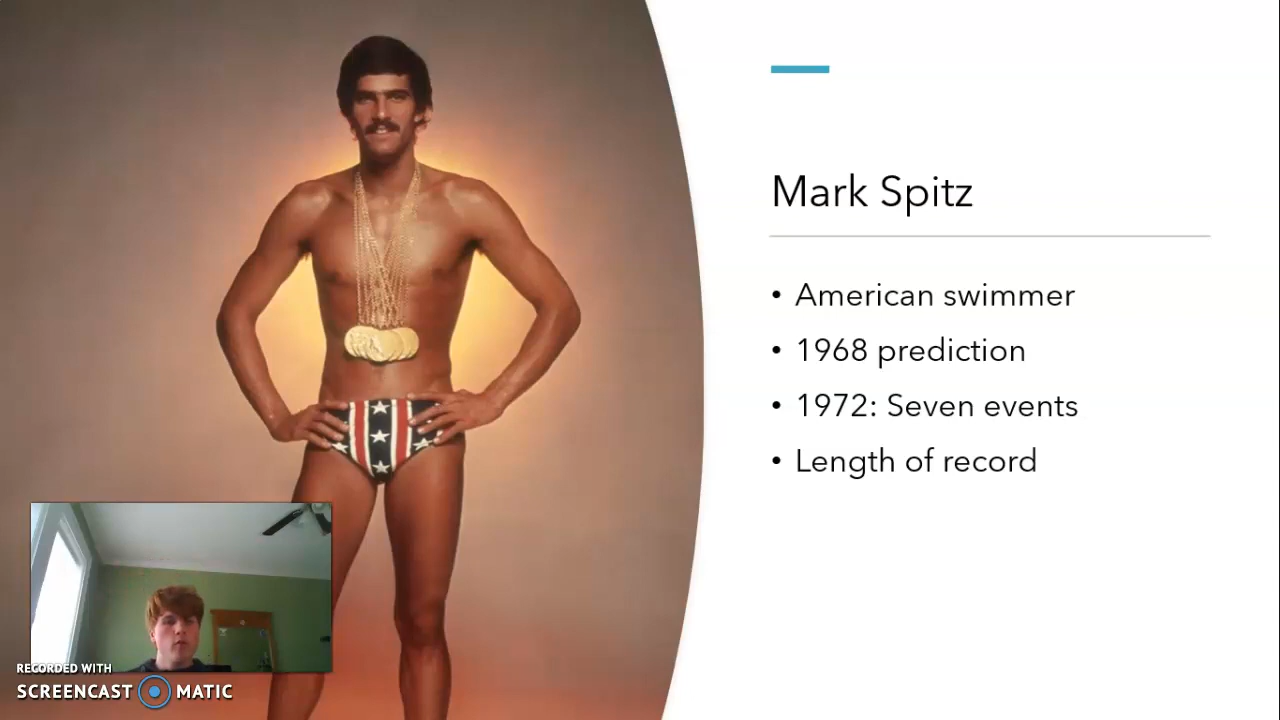 Mark Spitz
• American swimmer
• 1968 prediction
• 1972: Seven events
• Length of record
RECORDED WITH
SCREENCAST MATIC